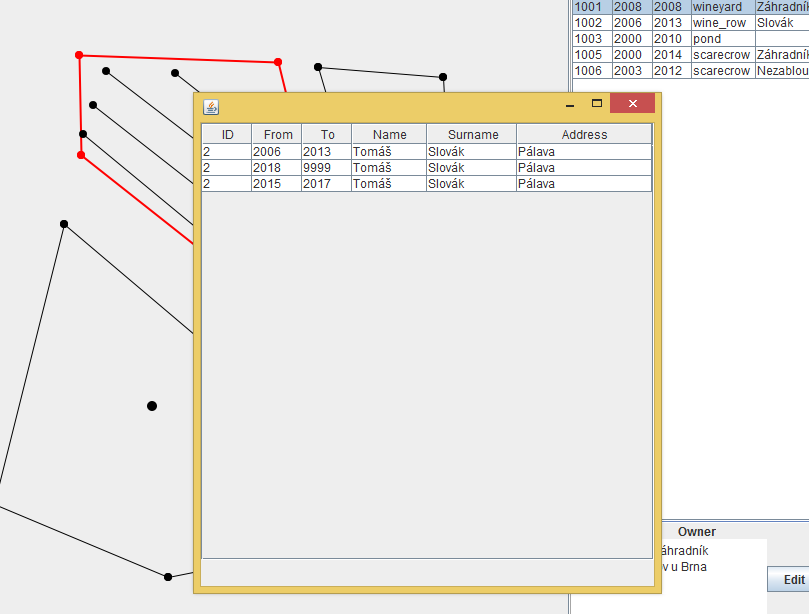 1001 2008 2008 wineyard Záhradník
1002 2006 2013 wine_row Slovák
1003 2000 2010 pond
1005 2000 2014 scarecrow Záhradník
1006 2003 2012 scarecrow Nezablou
ID From To Name Surname Address
2 2006 2013 Tomáš Slovák Pálava
2 2018 9999 Tomáš Slovák Pálava
2 2015 2017 Tomáš Slovák Pálava
Owner
áhradník
ov u Brna
Edit